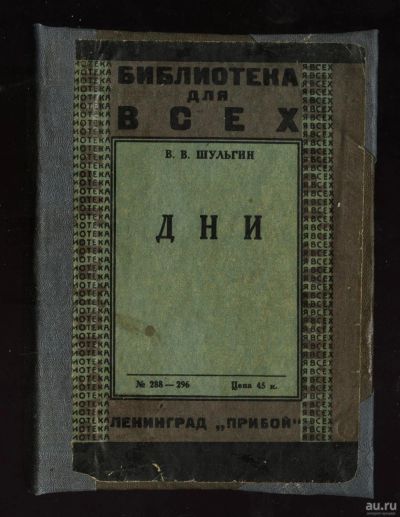 БИБЛИОТЕКА
ДЛЯ
ВСЕХ
В. В. ШУЛЬГИН
ДНИ
№ 288 — 296 Цена 45 к.
ЛЕНИНГРАД „ПРИБОЙ"
au.ru